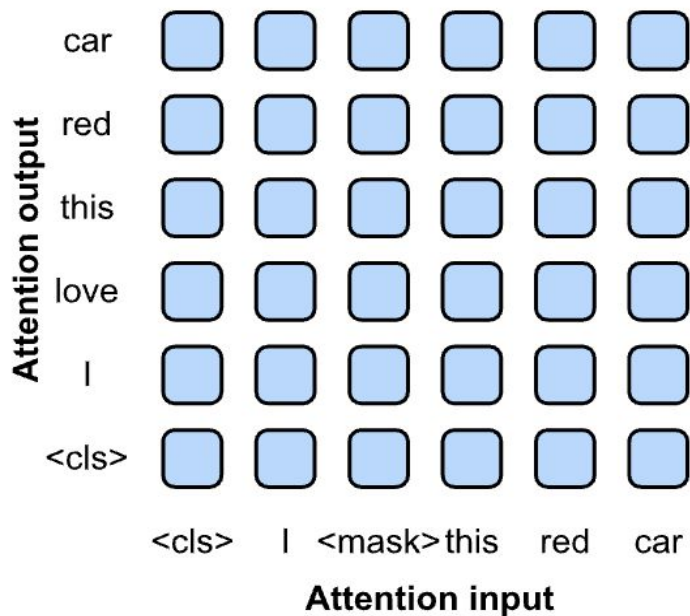 car
red
this
love
I
<cls>
Attention output
<cls> I <mask> this red car
Attention input